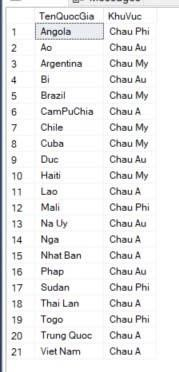 TenQuocGia KhuVuc
1 Angola Chau Phi
2 Ao Chau Au
3 Argentina Chau My
4 Bi Chau Au
5 Brazil Chau My
6 CamPuChia Chau A
7 Chile Chau My
8 Cuba Chau My
9 Duc Chau Au
10 Haiti Chau My
11 Lao Chau A
12 Mali Chau Phi
13 Na Uy Chau Au
14 Nga Chau A
15 Nhat Ban Chau A
16 Phap Chau Au
17 Sudan Chau Phi
18 Thai Lan Chau A
19 Togo Chau Phi
20 Trung Quoc Chau A
21 Viet Nam Chau A